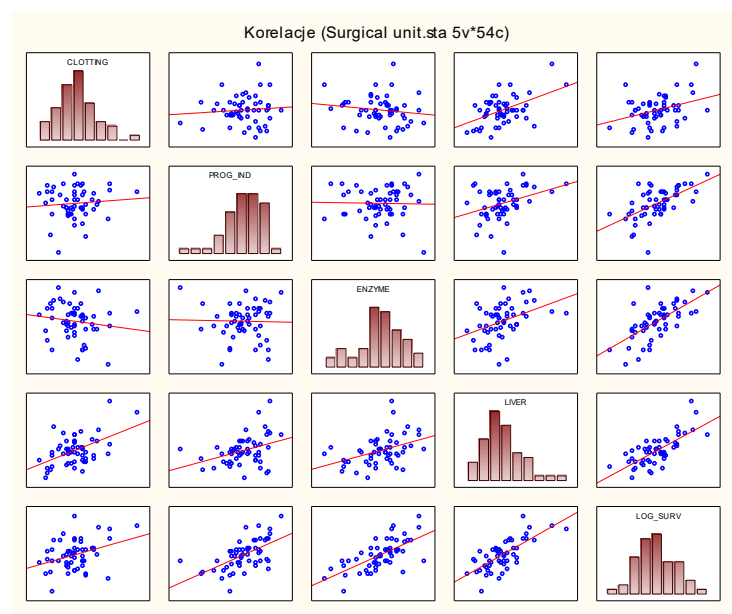 Korelacje (Surgical unit.sta 5v*54c)
CLOTTING
PROG_IND
ENZYME
LIVER
LOG_SURV